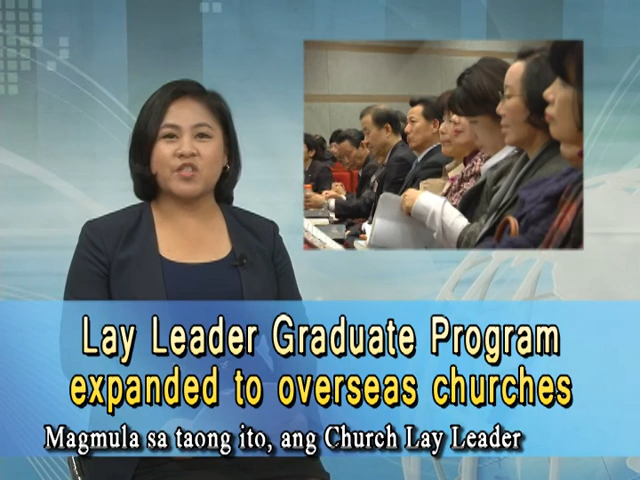 Lay Leader Graduate Program
expanded to overseas churches
Magmula sa taong ito, ang Church Lay Leader